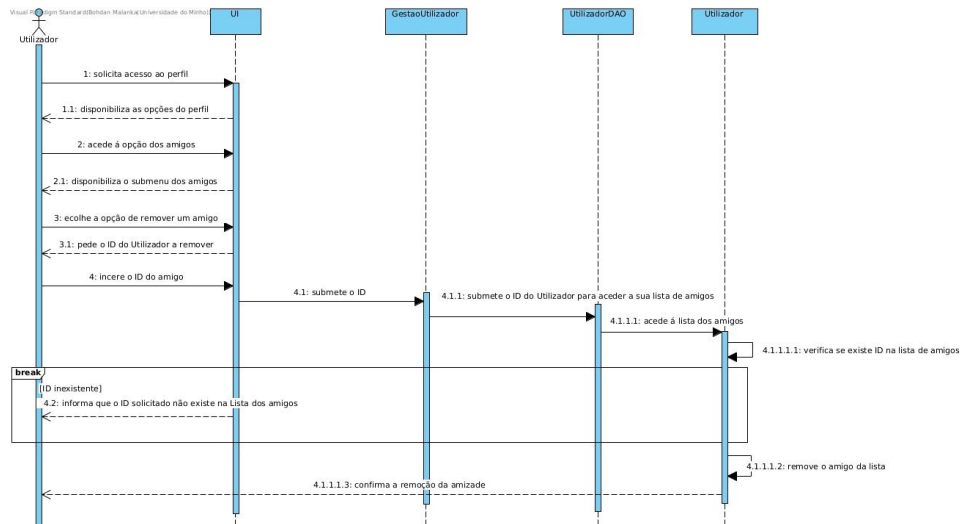 Visual Paradigm Standard(Bohdan Malanka(Universidade do Minho))
UI
GestaoUtilizador
UtilizadorDAO
Utilizador
Utilizador
1: solicita acesso ao perfil
1.1: disponibiliza as opções do perfil
2: acede á opção dos amigos
2.1: disponibiliza o submenu dos amigos
3: ecolhe a opção de remover um amigo
3.1: pede o ID do Utilizador a remover
4: incere o ID do amigo
4.1: submete o ID
4.1.1: submete o ID do Utilizador para aceder a sua lista de amigos
4.1.1.1: acede á lista dos amigos
4.1.1.1.1: verifica se existe ID na lista de amigos
break
[ID inexistente]
4.2: informa que o ID solicitado não existe na Lista dos amigos
4.1.1.1.2: remove o amigo da lista
4.1.1.1.3: confirma a remoção da amizade